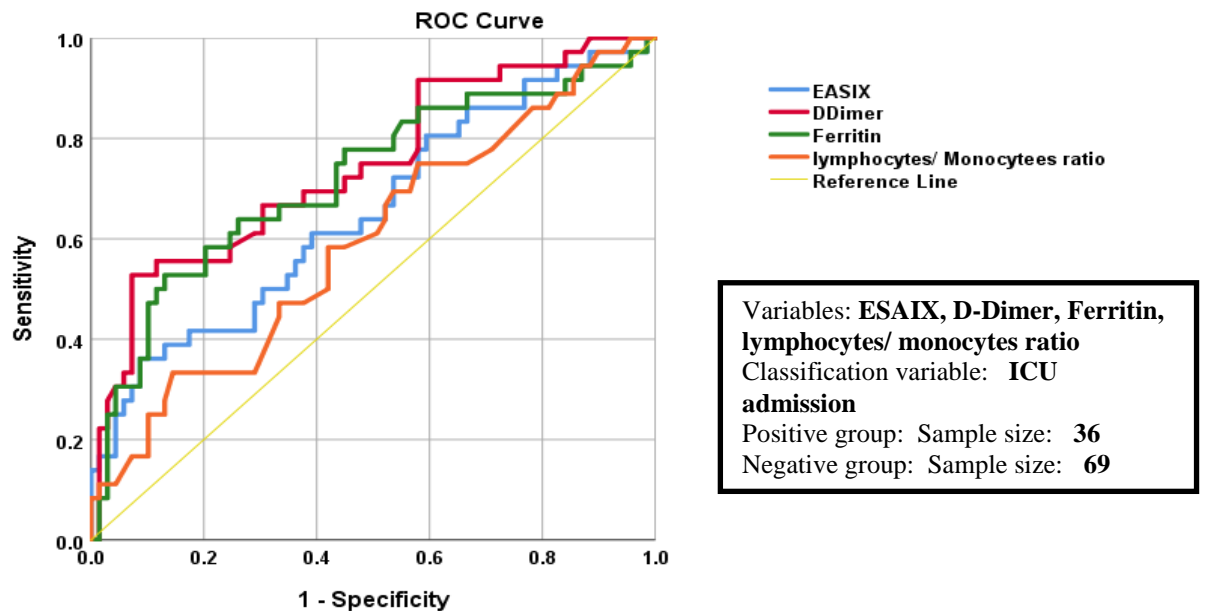 ROC Curve
1.0
0.8
0.6
0.4
0.2
0.0
Sensitivity
0.0 0.2 0.4 0.6 0.8 1.0
1 - Specificity
EASIX
DDimer
Ferritin
lymphocytes/ Monocytees ratio
Reference Line
Variables: ESAIX, D-Dimer, Ferritin,
lymphocytes/ monocytes ratio
Classification variable: ICU
admission
Positive group: Sample size: 36
Negative group: Sample size: 69